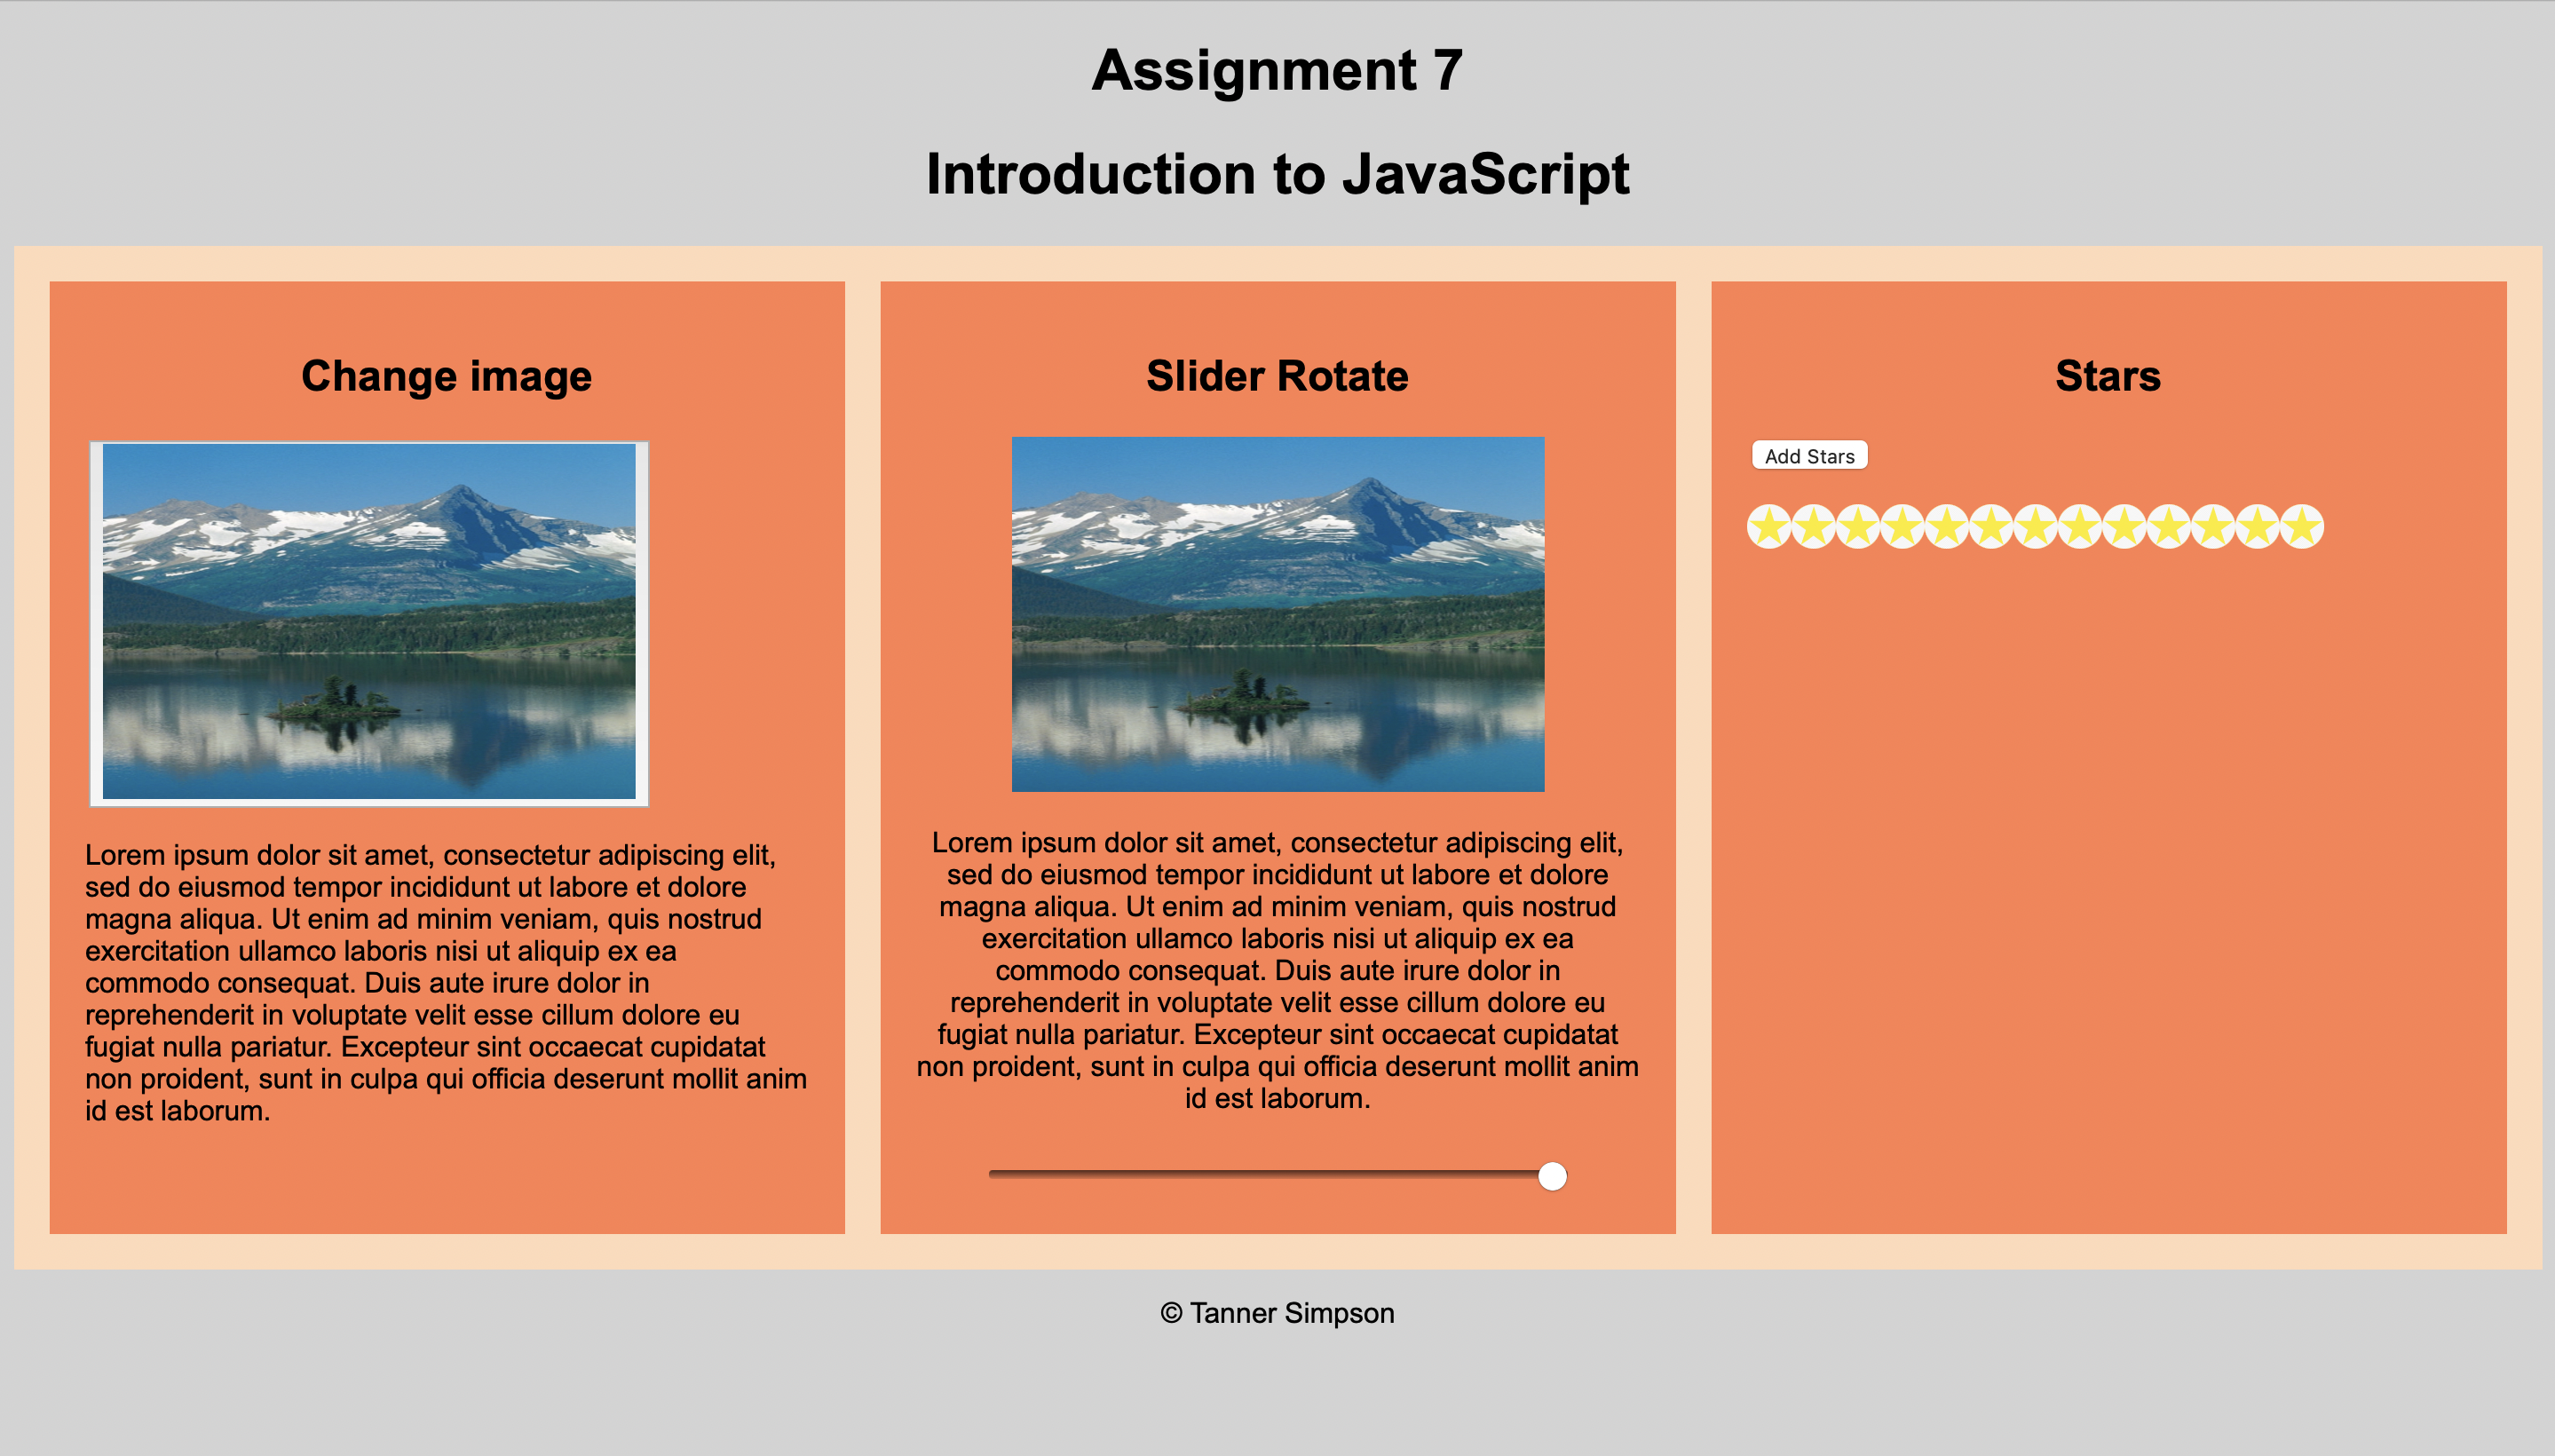 Assignment 7
Introduction to JavaScript
Change image
Lorem ipsum dolor sit amet, consectetur adipiscing elit,
sed do eiusmod tempor incididunt ut labore et dolore
magna aliqua. Ut enim ad minim veniam, quis nostrud
exercitation ullamco laboris nisi ut aliquip ex ea
commodo consequat. Duis aute irure dolor in
reprehenderit in voluptate velit esse cillum dolore eu
fugiat nulla pariatur. Excepteur sint occaecat cupidatat
non proident, sunt in culpa qui officia deserunt mollit anim
id est laborum.
Slider Rotate
Lorem ipsum dolor sit amet, consectetur adipiscing elit,
sed do eiusmod tempor incididunt ut labore et dolore
magna aliqua. Ut enim ad minim veniam, quis nostrud
exercitation ullamco laboris nisi ut aliquip ex ea
commodo consequat. Duis aute irure dolor in
reprehenderit in voluptate velit esse cillum dolore eu
fugiat nulla pariatur. Excepteur sint occaecat cupidatat
non proident, sunt in culpa qui officia deserunt mollit anim
id est laborum.
Stars
Add Stars
© Tanner Simpson